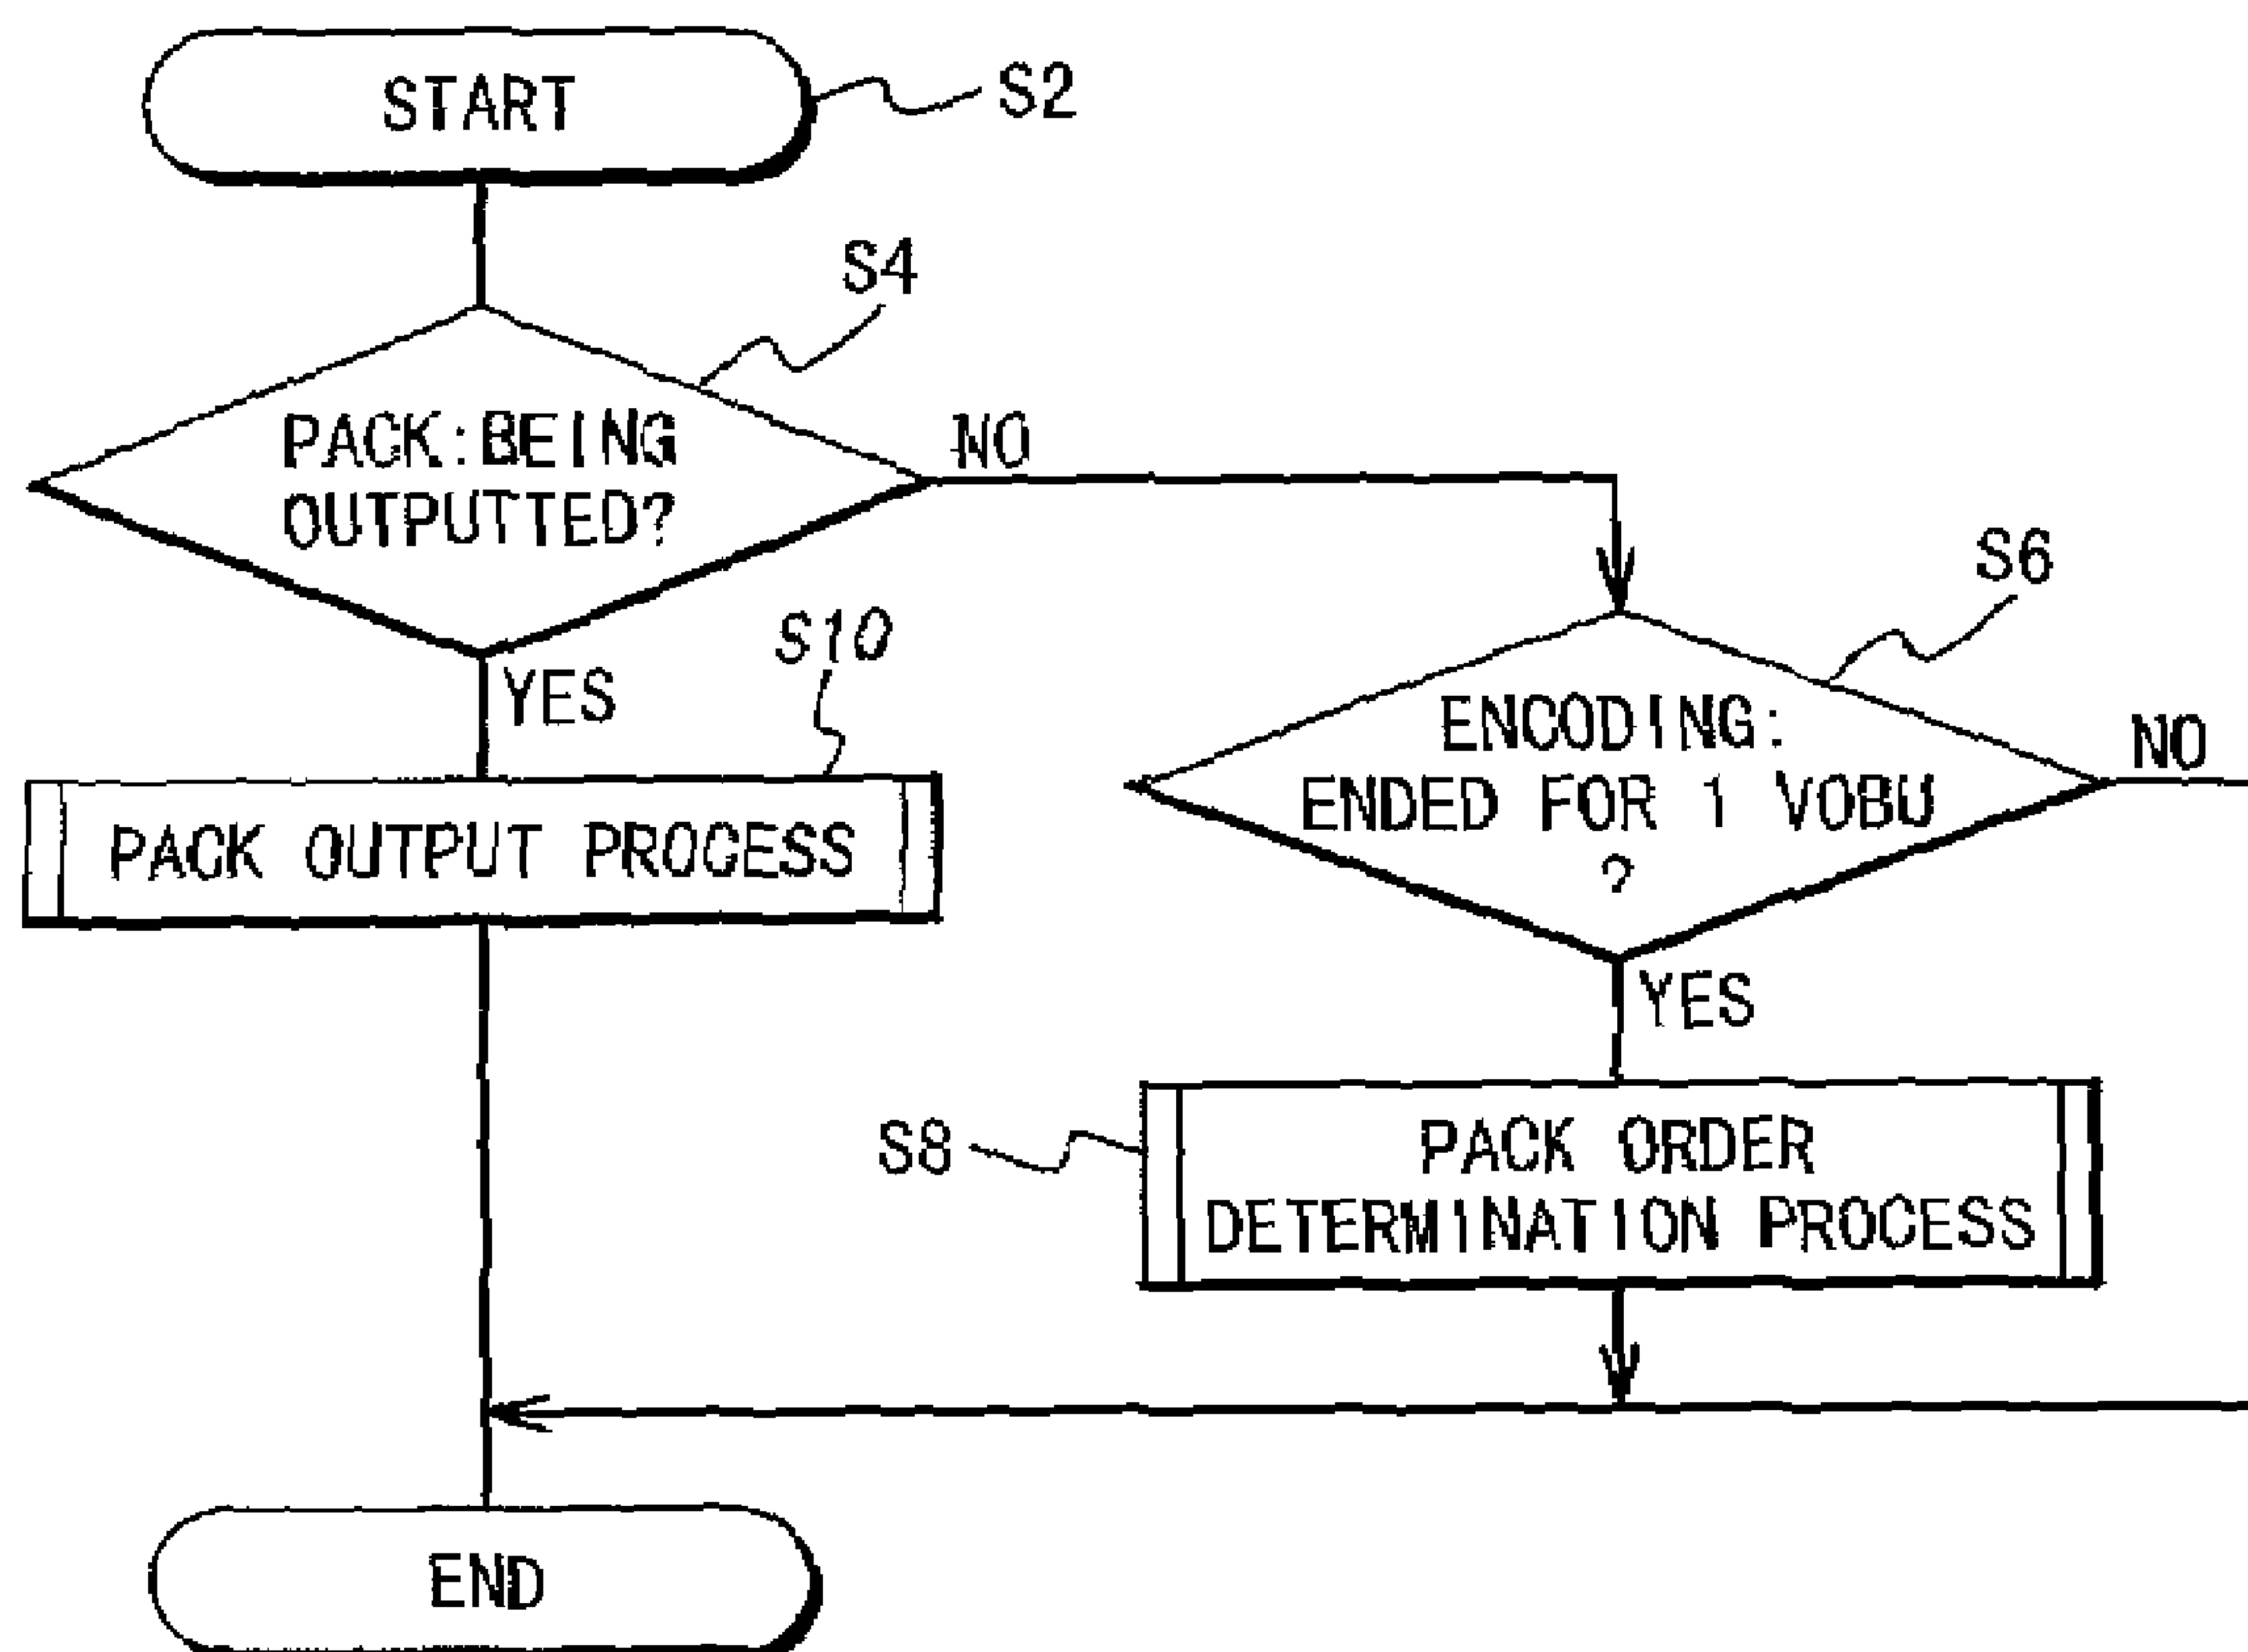 START
S2
S4
PACK:BEING
OUTPUTTED?
NO
S6
S10
YES
ENCODING:
ENDED FOR 1 VOBU
?
NO
PACK OUTPUT PROCESS
YES
S8
PACK ORDER
DETERMINATION PROCESS
END